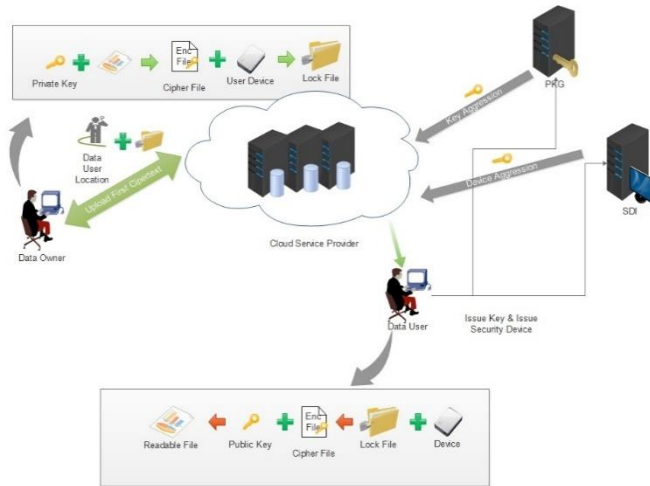 Enc
File
Private Key
Cipher File
User Device
Lock File
PKG
Key Aggression
Data
User
Location
Upload First Cipertext
Device Aggression
SDI
Data Owner
Cloud Service Provider
Data User
Issue Key & Issue
Security Device
Enc
File
Readable File
Public Key
Cipher File
Lock File
Device